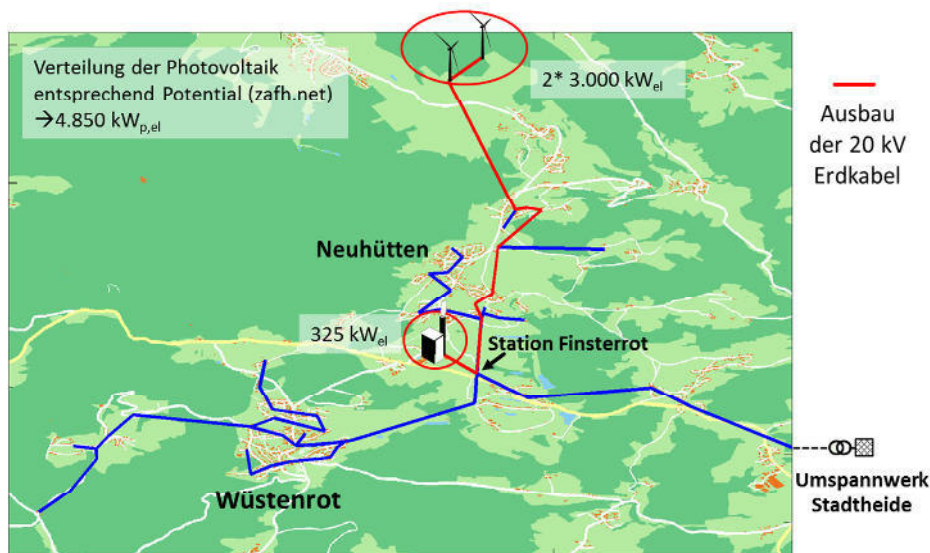 Verteilung der Photovoltaik
entsprechend Potential (zafh.net)
→4.850 kWp,el
2* 3.000 kWel
Ausbau
der 20 kV
Erdkabel
Neuhütten
325 kWel
Station Finsterrot
Wüstenrot
Umspannwerk
Stadtheide